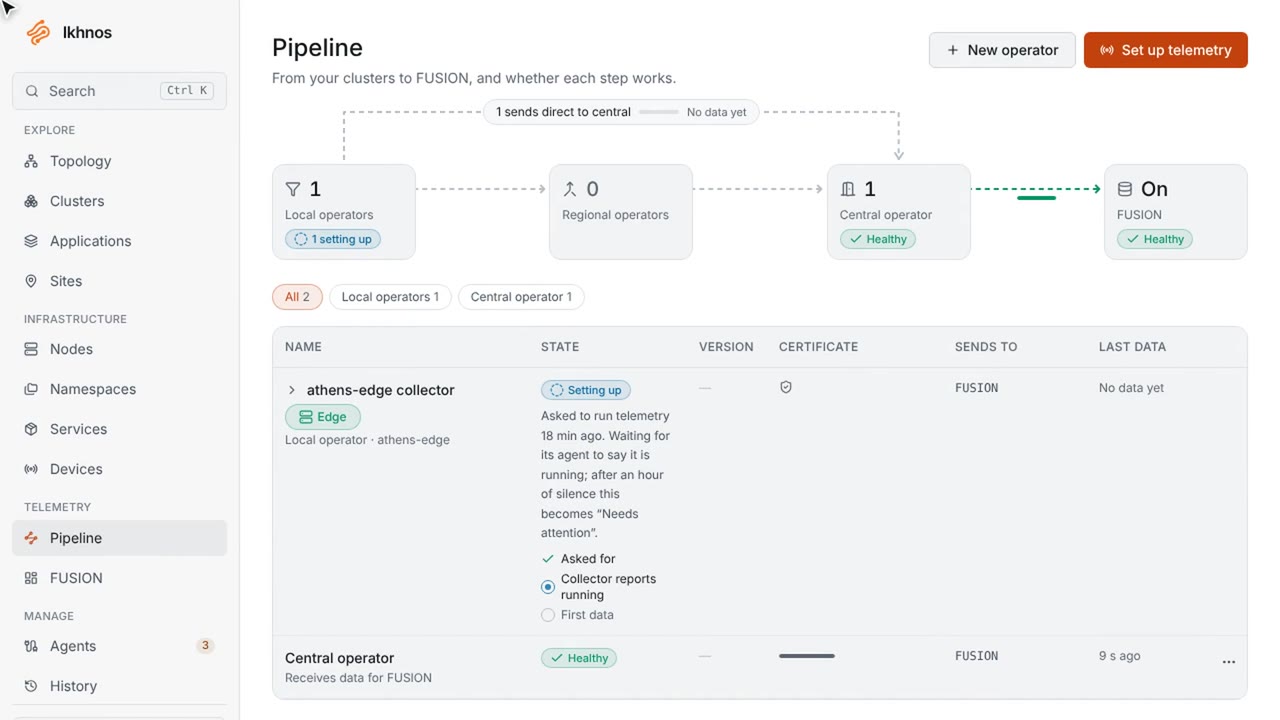 Ikhnos
Search
Ctrl K
EXPLORE
Topology
Clusters
Applications
Sites
INFRASTRUCTURE
Nodes
Namespaces
Services
Devices
TELEMETRY
Pipeline
FUSION
MANAGE
Agents 3
History
Pipeline
From your clusters to FUSION, and whether each step works.
New operator
Set up telemetry
1 sends direct to central No data yet
1
Local operators
1 setting up
0
Regional operators
1
Central operator
Healthy
On
FUSION
Healthy
All 2
Local operators 1
Central operator 1
NAME STATE VERSION CERTIFICATE SENDS TO LAST DATA
athens-edge collector
Edge
Local operator · athens-edge
Setting up
Asked to run telemetry
18 min ago. Waiting for
its agent to say it is
running; after an hour
of silence this
becomes “Needs
attention”.
Asked for
Collector reports
running
First data
—
FUSION
No data yet
Central operator
Receives data for FUSION
Healthy
—
FUSION
9 s ago